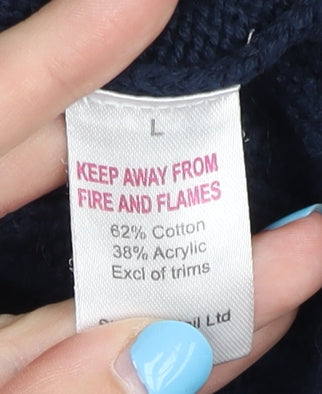 L
KEEP AWAY FROM
FIRE AND FLAMES
62% Cotton
38% Acrylic
Excl of trims
Ltd